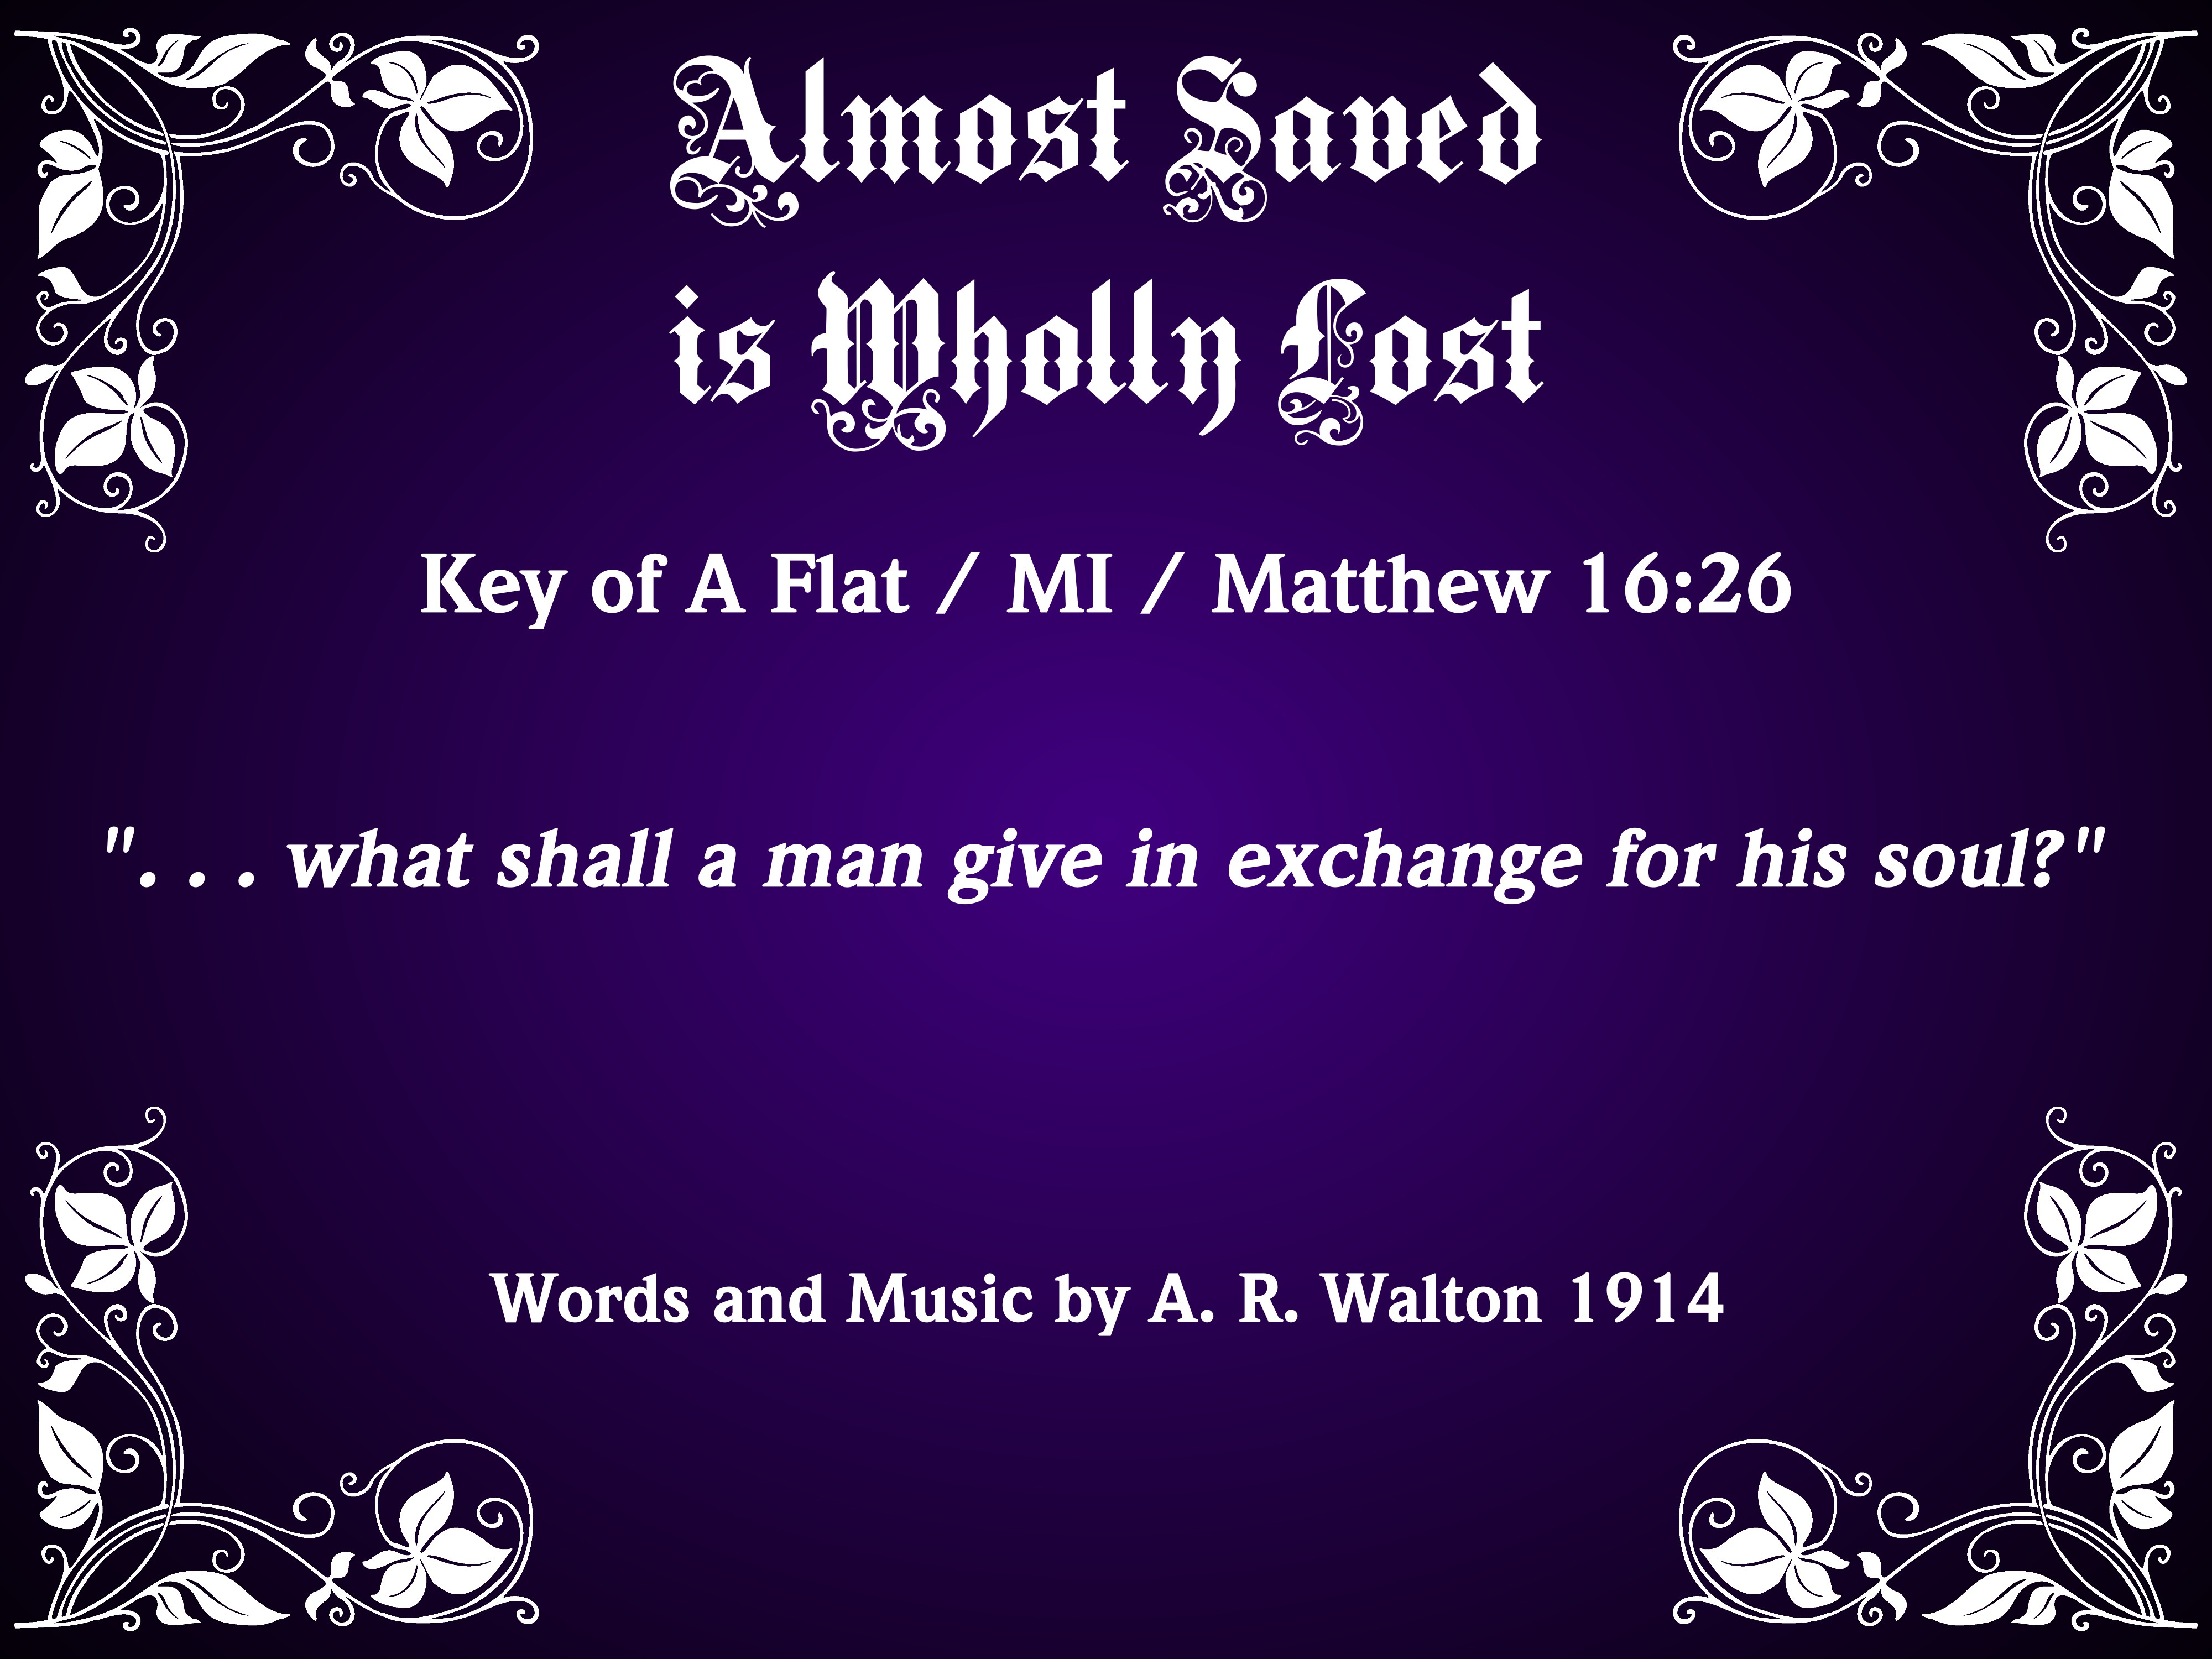 Almost Saved
is Wholly Lost
Key of A Flat / MI / Matthew 16:26
". . . what shall a man give in exchange for his soul?"
Words and Music by A. R. Walton 1914